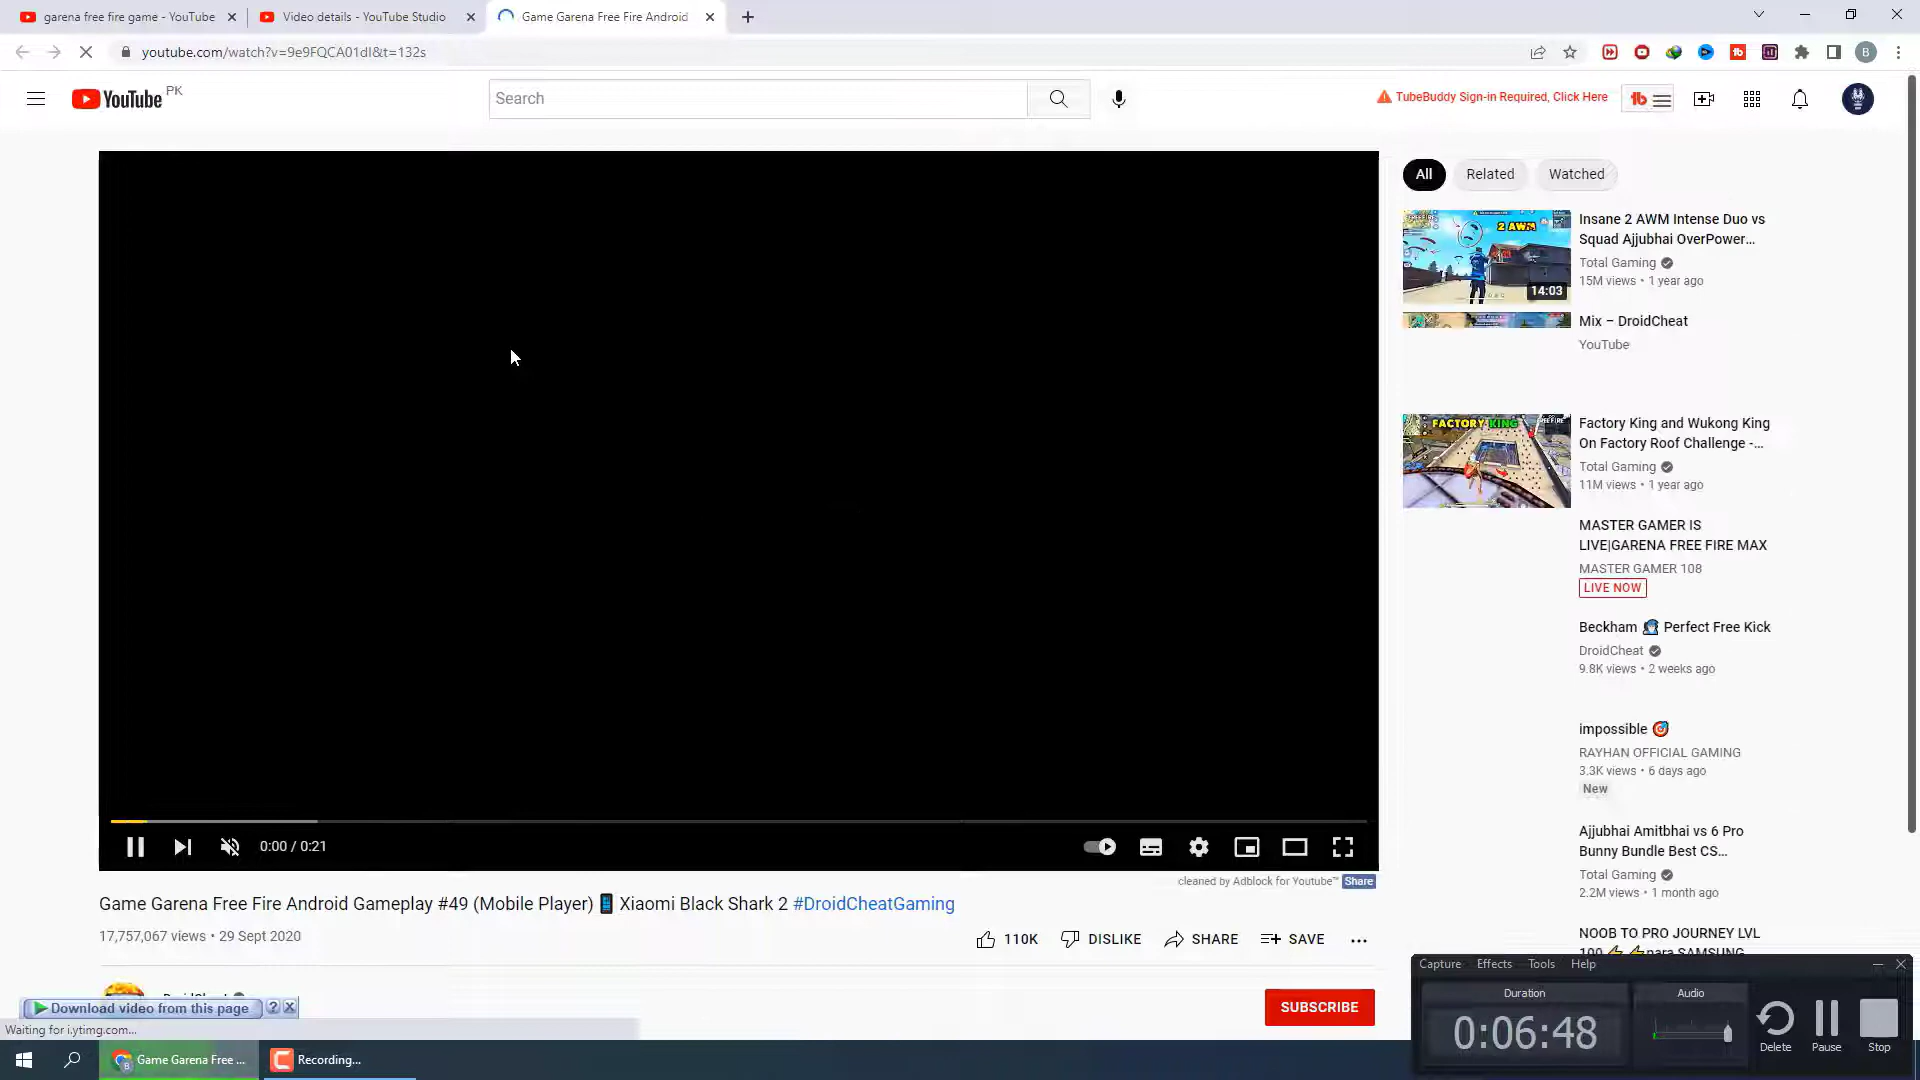 garena free fire game - YouTube
Video details - YouTube Studio
Game Garena Free Fire Android
youtube.com/watch?v=9e9FQCA01dI&t=132s
B
YouTube PK
Search
TubeBuddy Sign-in Required, Click Here
tb
All
Related
Watched
2 AWM
14:03
Insane 2 AWM Intense Duo vs
Squad Ajjubhai OverPower...
Total Gaming
15M views • 1 year ago
Mix – DroidCheat
YouTube
FACTORY KING
Factory King and Wukong King
On Factory Roof Challenge -...
Total Gaming
11M views • 1 year ago
MASTER GAMER IS
LIVE|GARENA FREE FIRE MAX
MASTER GAMER 108
LIVE NOW
Beckham Perfect Free Kick
DroidCheat
9.8K views • 2 weeks ago
impossible
RAYHAN OFFICIAL GAMING
3.3K views • 6 days ago
New
Ajjubhai Amitbhai vs 6 Pro
Bunny Bundle Best CS...
Total Gaming
2.2M views • 1 month ago
NOOB TO PRO JOURNEY LVL
0:00 / 0:21
cleaned by Adblock for Youtube™ Share
Game Garena Free Fire Android Gameplay #49 (Mobile Player) Xiaomi Black Shark 2 #DroidCheatGaming
17,757,067 views • 29 Sept 2020
110K
DISLIKE
SHARE
SAVE
SUBSCRIBE
Download video from this page
Waiting for i.ytimg.com...
Capture Effects Tools Help
Duration
0:06:48
Audio
Delete
Pause
Stop
Game Garena Free ...
Recording...